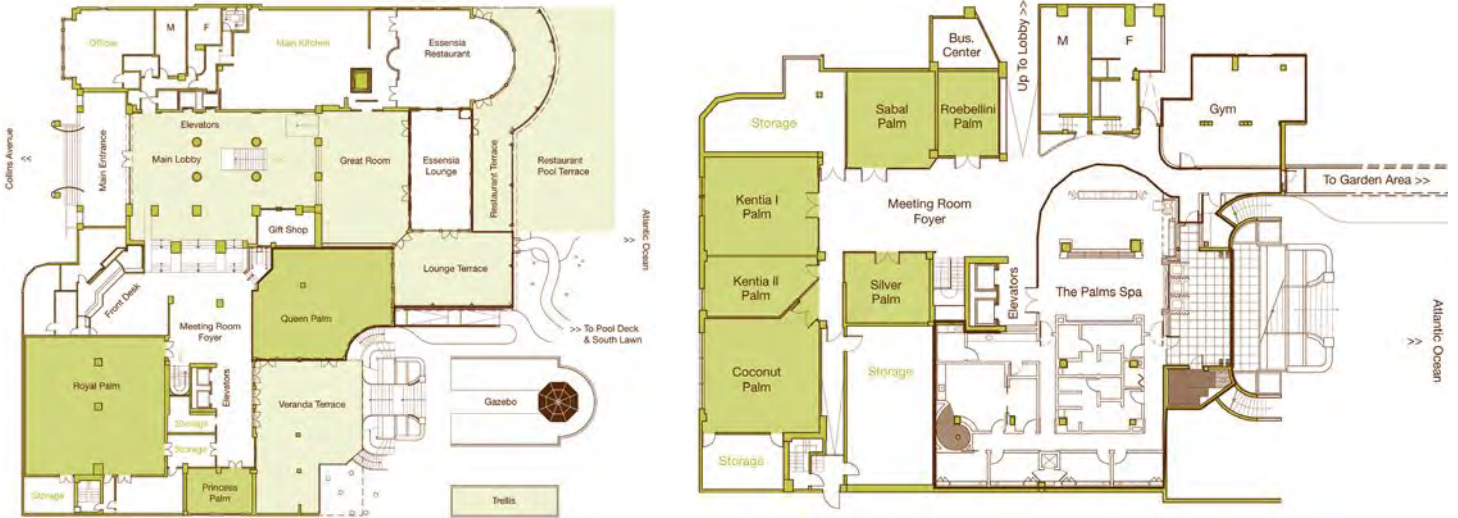 Office
M
F
Main Kitchen
Essensia
Restaurant
Collins Avenue
>>
Main Entrance
Elevators
Main Lobby
Great Room
Essensia
Lounge
Restaurant Terrace
Restaurant
Pool Terrace
Gift Shop
Lounge Terrace
Atlantic Ocean
>>
Front Desk
Meeting Room
Foyer
Queen Palm
>> To Pool Deck
& South Lawn
Royal Palm
Elevators
Veranda Terrace
Gazebo
Storage
Storage
Storage
Princess
Palm
Trellis
Bus.
Center
Up To Lobby >>
M
F
Storage
Sabal
Palm
Roebellini
Palm
Gym
To Garden Area >>
Kentia I
Palm
Meeting Room
Foyer
Kentia II
Palm
Silver
Palm
Elevators
The Palms Spa
Coconut
Palm
Storage
Storage
Atlantic Ocean
>>